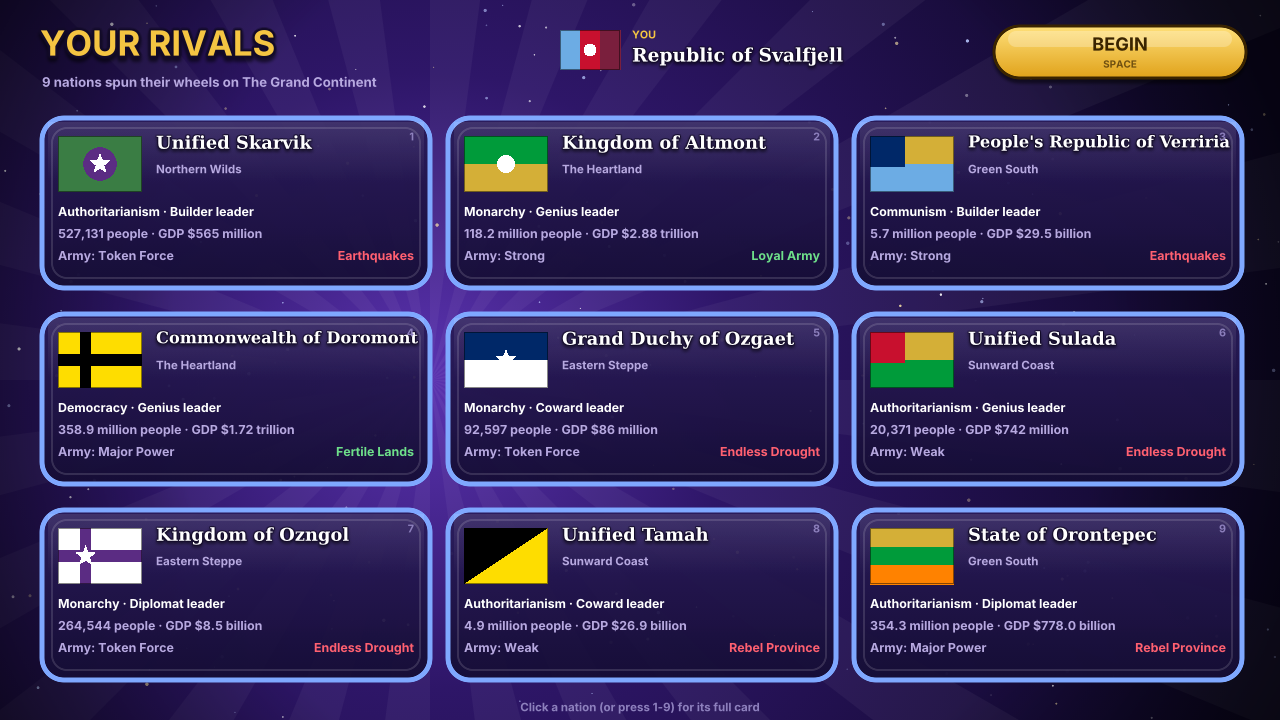 YOUR RIVALS
9 nations spun their wheels on The Grand Continent
YOU
Republic of Svalfjell
BEGIN
SPACE
Unified Skarvik
1
Northern Wilds
Authoritarianism · Builder leader
527,131 people · GDP $565 million
Army: Token Force
Earthquakes
Kingdom of Altmont
2
The Heartland
Monarchy · Genius leader
118.2 million people · GDP $2.88 trillion
Army: Strong
Loyal Army
People's Republic of Verriria
3
Green South
Communism · Builder leader
5.7 million people · GDP $29.5 billion
Army: Strong
Earthquakes
Commonwealth of Doromont
4
The Heartland
Democracy · Genius leader
358.9 million people · GDP $1.72 trillion
Army: Major Power
Fertile Lands
Grand Duchy of Ozgaet
5
Eastern Steppe
Monarchy · Coward leader
92,597 people · GDP $86 million
Army: Token Force
Endless Drought
Unified Sulada
6
Sunward Coast
Authoritarianism · Genius leader
20,371 people · GDP $742 million
Army: Weak
Endless Drought
Kingdom of Ozngol
7
Eastern Steppe
Monarchy · Diplomat leader
264,544 people · GDP $8.5 billion
Army: Token Force
Endless Drought
Unified Tamah
8
Sunward Coast
Authoritarianism · Coward leader
4.9 million people · GDP $26.9 billion
Army: Weak
Rebel Province
State of Orontepec
9
Green South
Authoritarianism · Diplomat leader
354.3 million people · GDP $778.0 billion
Army: Major Power
Rebel Province
Click a nation (or press 1-9) for its full card